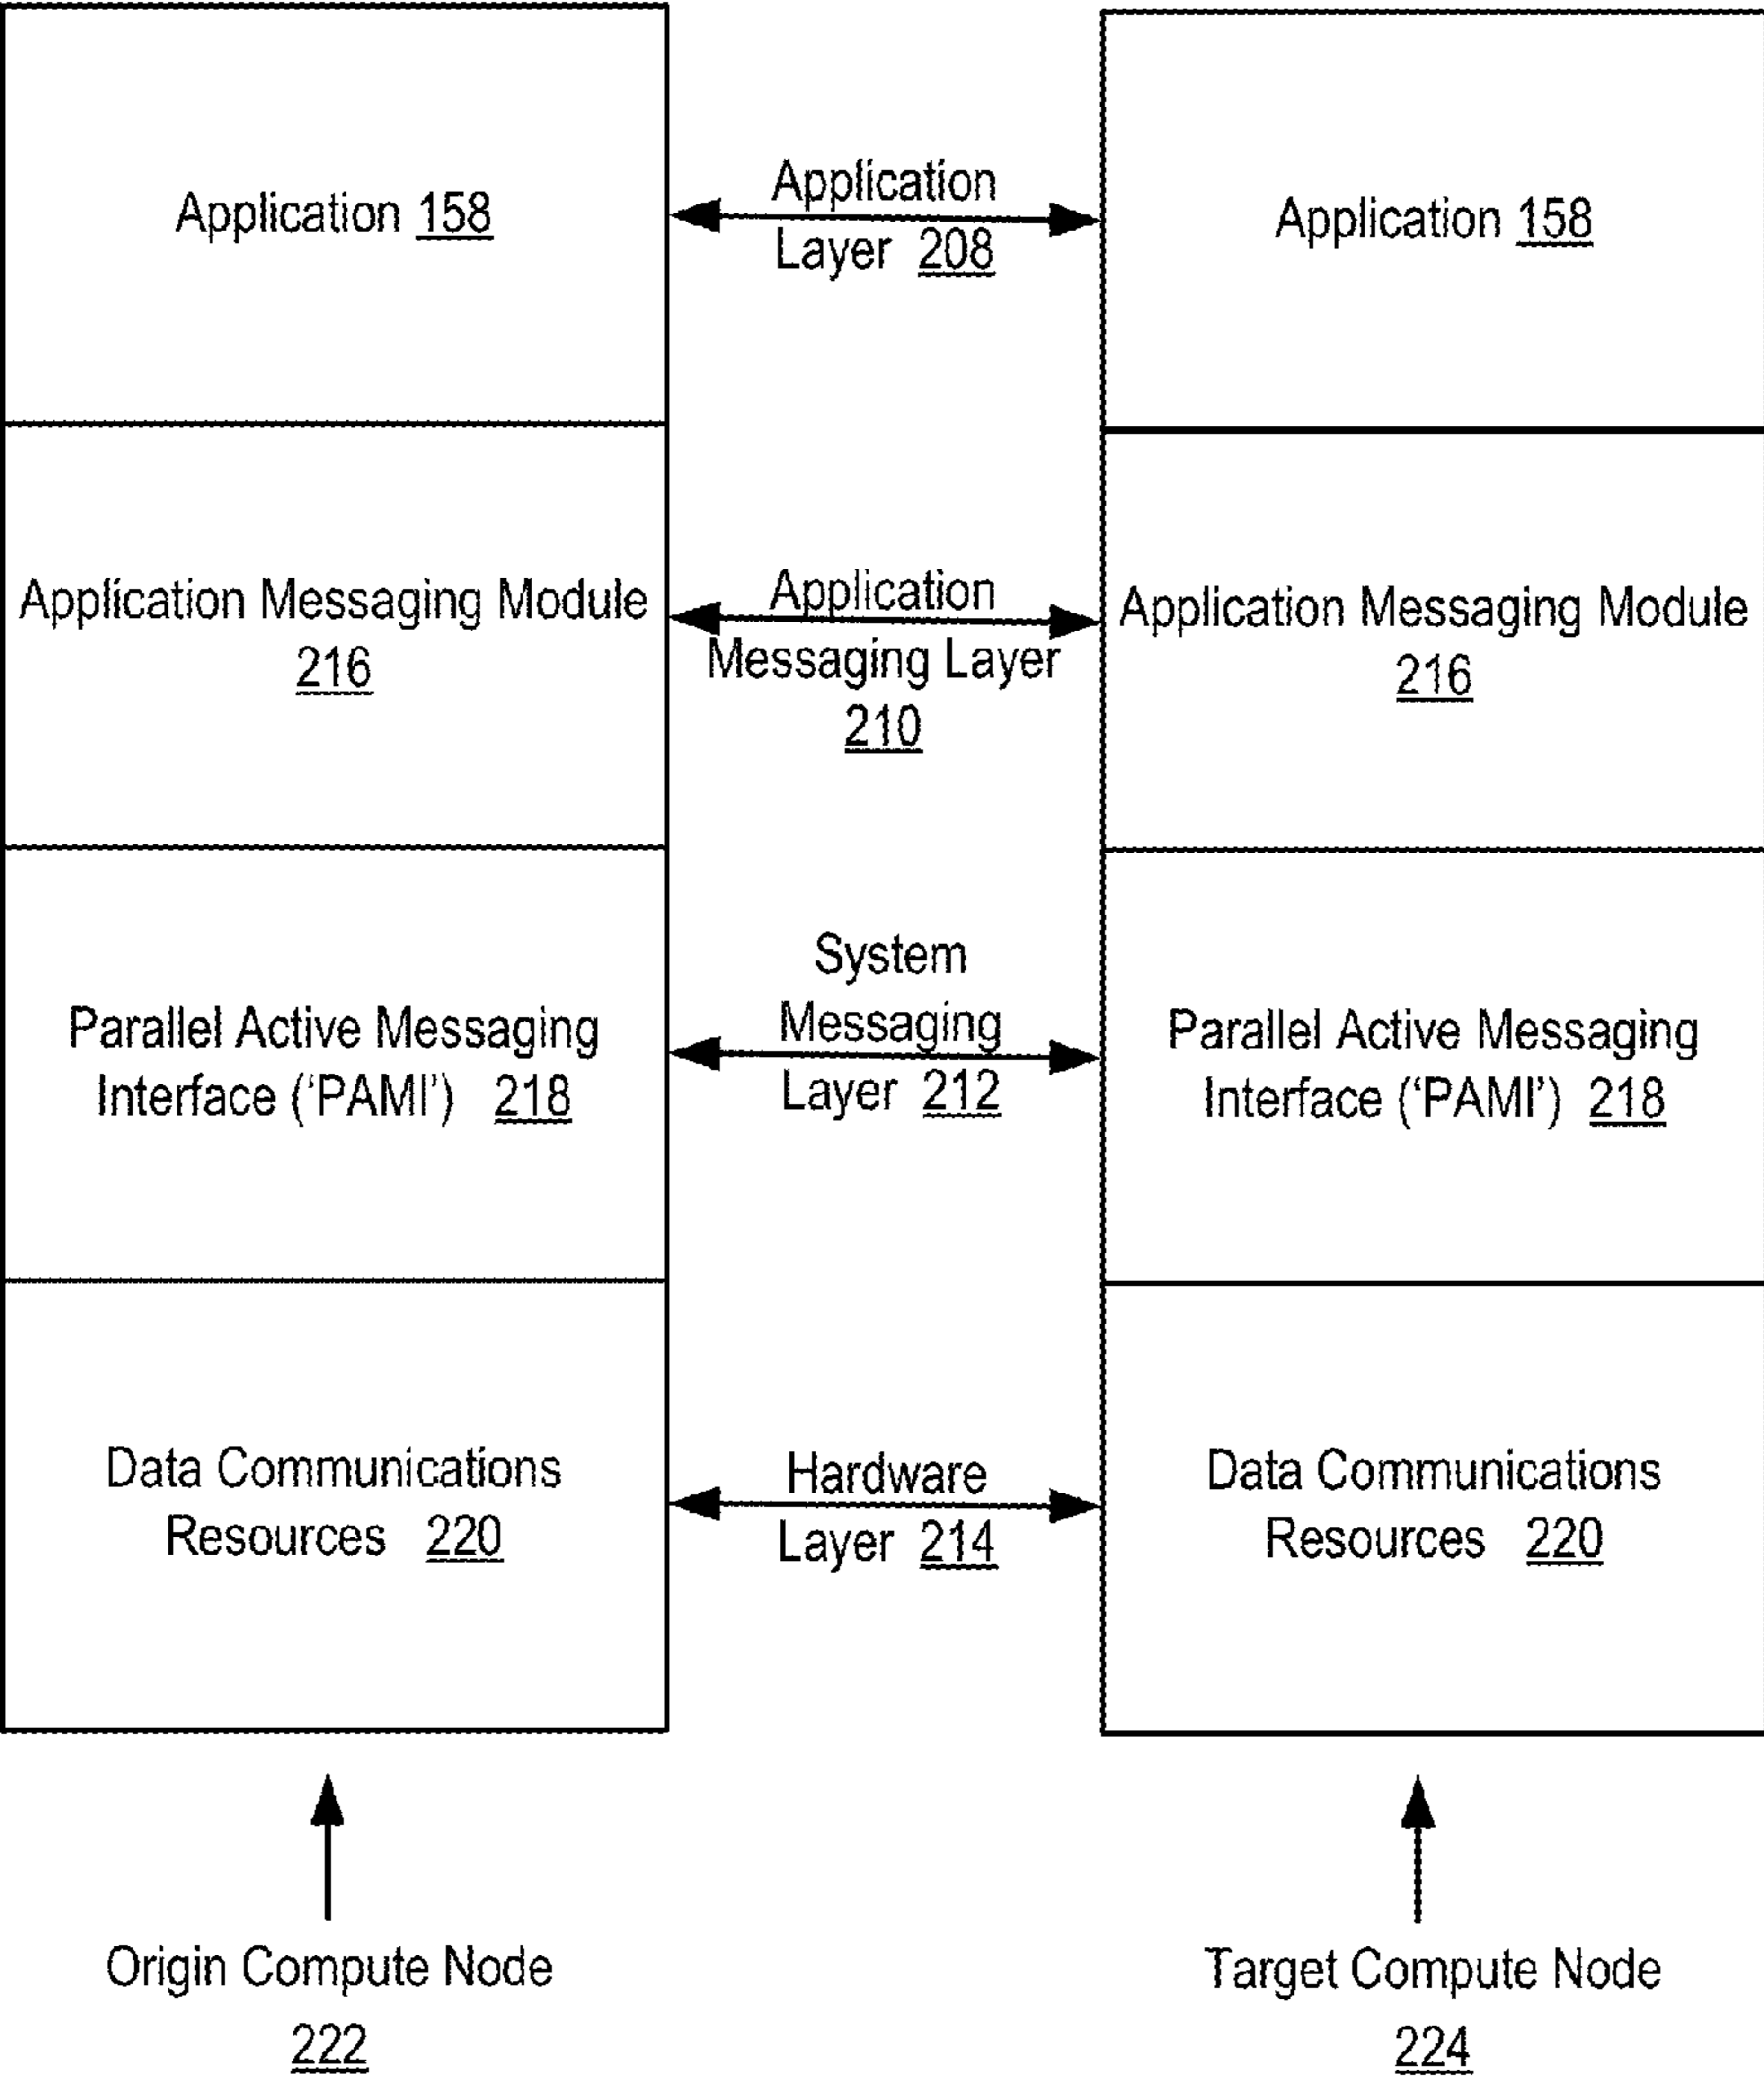 Application 158
Application
Layer 208
Application 158
Application Messaging Module
216
Application
Messaging Layer
210
Application Messaging Module
216
Parallel Active Messaging
Interface (‘PAMI’) 218
System
Messaging
Layer 212
Parallel Active Messaging
Interface (‘PAMI’) 218
Data Communications
Resources 220
Hardware
Layer 214
Data Communications
Resources 220
Origin Compute Node
222
Target Compute Node
224